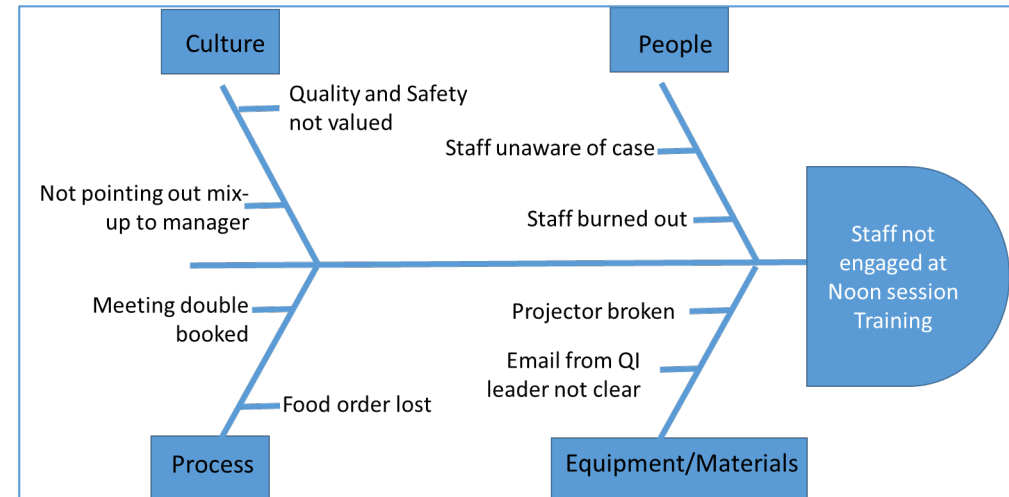 Culture
People
Quality and Safety
not valued
Staff unaware of case
Not pointing out mix-
up to manager
Staff burned out
Staff not
engaged at
Noon session
Training
Meeting double
booked
Projector broken
Email from QI
leader not clear
Food order lost
Process
Equipment/Materials